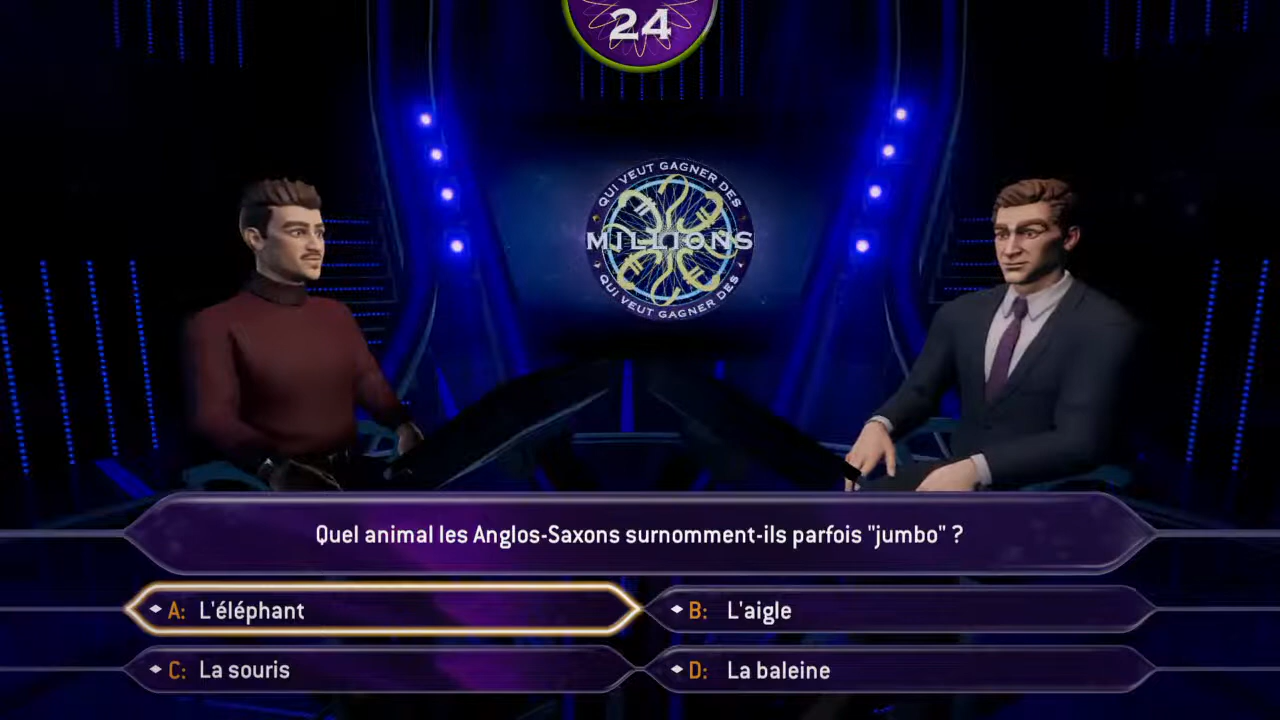 24
QUI VEUT GAGNER DES
MILLIONS
QUI VEUT GAGNER DES
Quel animal les Anglos-Saxons surnomment-ils parfois "jumbo" ?
A: L'éléphant
B: L'aigle
C: La souris
D: La baleine